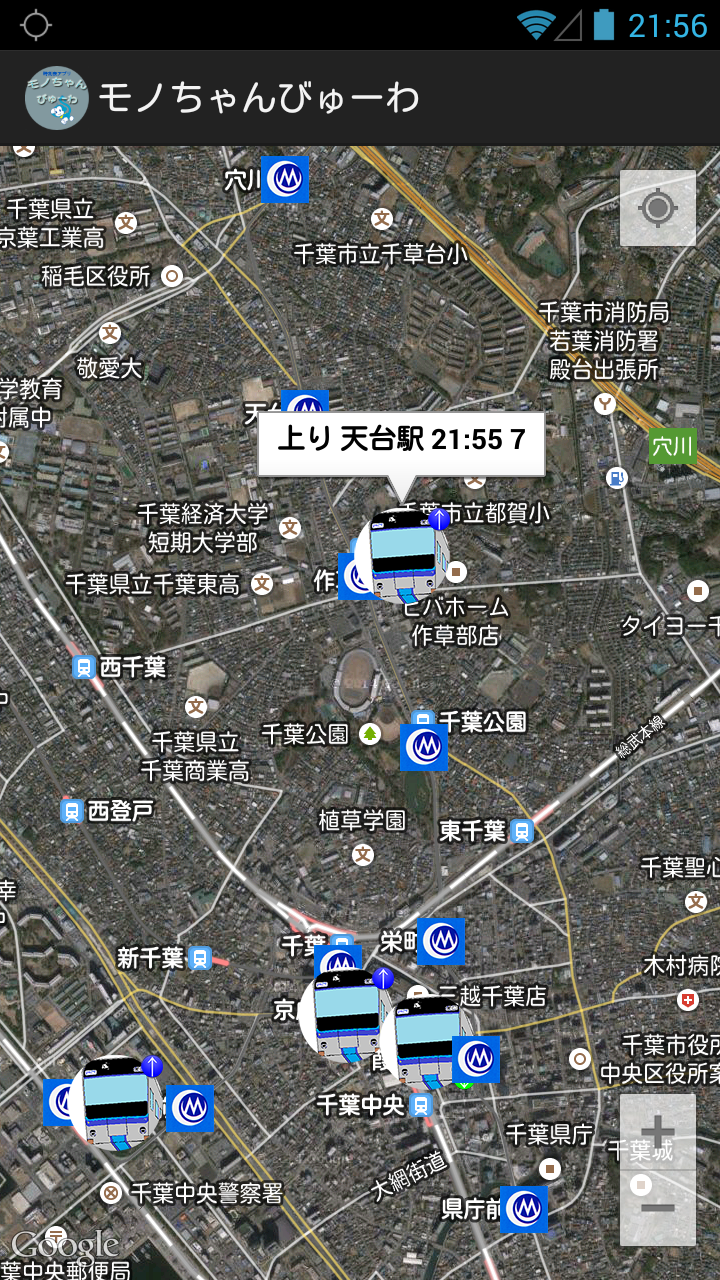 21:56
モノちゃん
びゅーわ
モノちゃんびゅーわ
穴川
千葉県立
京葉工業高
千葉市立千草台小
稲毛区役所
千葉市消防局
若葉消防署
殿台出張所
敬愛大
学教育
附属中
天台
穴川
上り 天台駅 21:55 7
千葉経済大学
短期大学部
千葉市立都賀小
千葉県立千葉東高
作
ビバホーム
作草部店
タイヨー千
西千葉
千葉県立
千葉商業高
千葉公園
千葉公園
総武本線
西登戸
植草学園
東千葉
千葉聖心
幸
新千葉
千葉
栄町
木村病院
京
三越千葉店
千葉市役所
中央区役所
千葉中央
千葉県庁
千葉城
大網街道
千葉中央警察署
県庁前
Google
葉中央郵便局